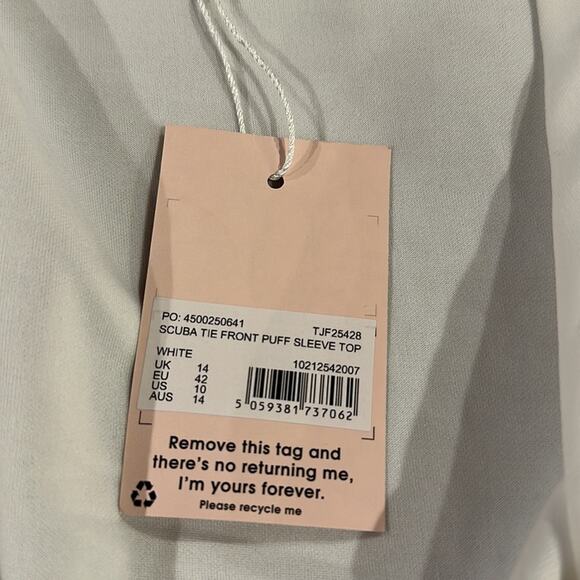 PO: 4500250641 TJF25428
SCUBA TIE FRONT PUFF SLEEVE TOP
WHITE 10212542007
UK 14
EU 42
US 10
AUS 14
5 059381 737062
Remove this tag and
there's no returning me,
I'm yours forever.
Please recycle me